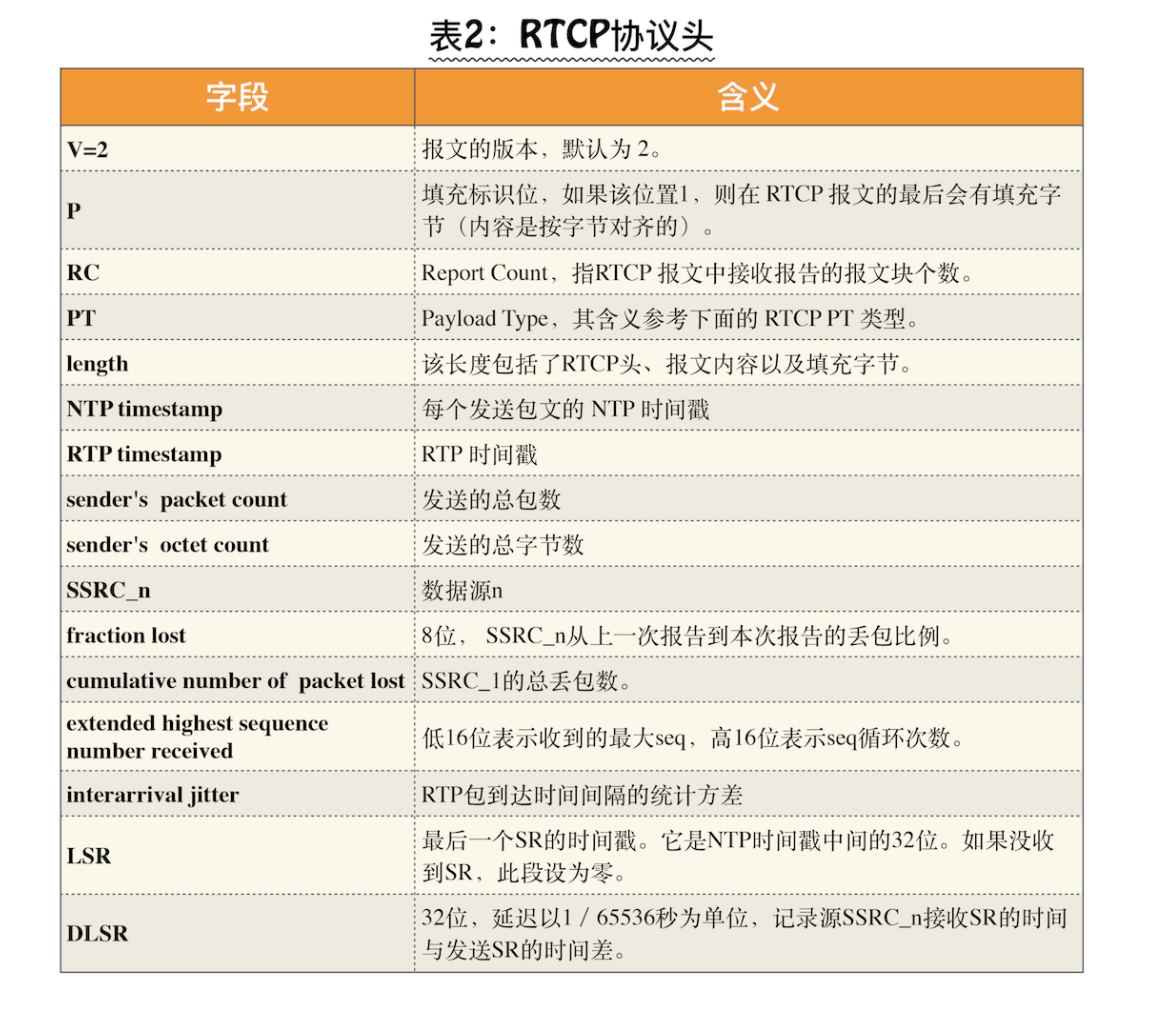 表2：RTCP协议头
字段 含义
V=2 报文的版本，默认为 2。
P 填充标识位，如果该位置1，则在 RTCP 报文的最后会有填充字
节（内容是按字节对齐的）。
RC Report Count，指RTCP 报文中接收报告的报文块个数。
PT Payload Type，其含义参考下面的 RTCP PT 类型。
length 该长度包括了RTCP头、报文内容以及填充字节。
NTP timestamp 每个发送包文的 NTP 时间戳
RTP timestamp RTP 时间戳
sender's packet count 发送的总包数
sender's octet count 发送的总字节数
SSRC_n 数据源n
fraction lost 8位， SSRC_n从上一次报告到本次报告的丢包比例。
cumulative number of packet lost SSRC_1的总丢包数。
extended highest sequence
number received 低16位表示收到的最大seq，高16位表示seq循环次数。
interarrival jitter RTP包到达时间间隔的统计方差
LSR 最后一个SR的时间戳。它是NTP时间戳中间的32位。如果没收
到SR，此段设为零。
DLSR 32位，延迟以1 / 65536秒为单位，记录源SSRC_n接收SR的时间
与发送SR的时间差。